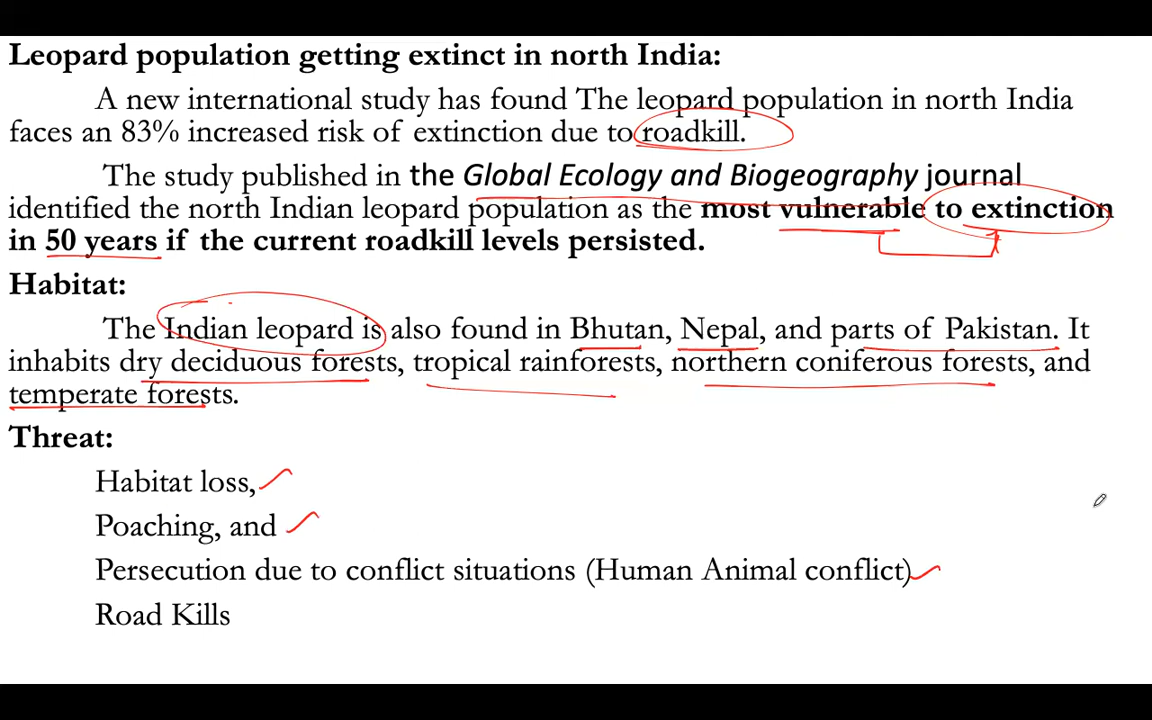 Leopard population getting extinct in north India:
A new international study has found The leopard population in north India
faces an 83% increased risk of extinction due to roadkill.
The study published in the Global Ecology and Biogeography journal
identified the north Indian leopard population as the most vulnerable to extinction
in 50 years if the current roadkill levels persisted.
Habitat:
The Indian leopard is also found in Bhutan, Nepal, and parts of Pakistan. It
inhabits dry deciduous forests, tropical rainforests, northern coniferous forests, and
temperate forests.
Threat:
Habitat loss,
Poaching, and
Persecution due to conflict situations (Human Animal conflict)
Road Kills